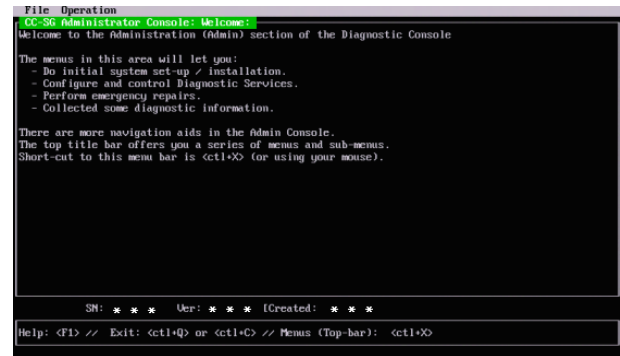 File Operation
CC-SG Administrator Console: Welcome:
Welcome to the Administration (Admin) section of the Diagnostic Console
The menus in this area will let you:
- Do initial system set-up / installation.
- Configure and control Diagnostic Services.
- Perform emergency repairs.
- Collected some diagnostic information.
There are more navigation aids in the Admin Console.
The top title bar offers you a series of menus and sub-menus.
Short-cut to this menu bar is <ctl+X> (or using your mouse).
SN: * * * Ver: * * * [Created: * * *
Help: <F1> // Exit: <ctl+Q> or <ctl+C> // Menus (Top-bar): <ctl+X>